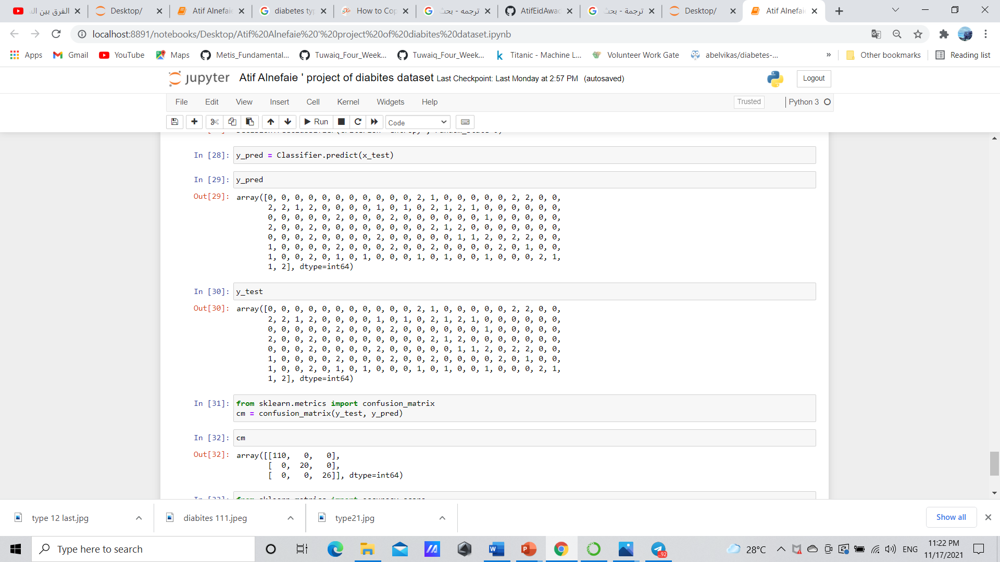 الفرق بين ال
Desktop/
Atif Alnefaie
diabetes typ
How to Cop
ترجمه - بحث
AtifEidAwad
ترجمة - بحث
Desktop/
Atif Alnefai
localhost:8891/notebooks/Desktop/Atif%20Alnefaie%20'%20project%20of%20diabites%20dataset.ipynb
Apps
Gmail
YouTube
Maps
Metis_Fundamental...
Tuwaiq_Four_Week...
Tuwaiq_Four_Week...
Titanic - Machine L...
Volunteer Work Gate
abelvikas/diabetes-...
»
Other bookmarks
Reading list
jupyter
Atif Alnefaie ' project of diabites dataset Last Checkpoint: Last Monday at 2:57 PM (autosaved)
Logout
File Edit View Insert Cell Kernel Widgets Help
Trusted
Python 3
Run
Code
In [28]: y_pred = Classifier.predict(x_test)
In [29]: y_pred
Out[29]: array([0, 0, 0, 0, 0, 0, 0, 0, 0, 0, 0, 2, 1, 0, 0, 0, 0, 0, 2, 2, 0, 0,
2, 2, 1, 2, 0, 0, 0, 0, 1, 0, 1, 0, 2, 1, 2, 1, 0, 0, 0, 0, 0, 0,
0, 0, 0, 0, 0, 2, 0, 0, 0, 2, 0, 0, 0, 0, 0, 0, 1, 0, 0, 0, 0, 0,
2, 0, 0, 2, 0, 0, 0, 0, 0, 0, 0, 0, 2, 1, 2, 0, 0, 0, 0, 0, 0, 0,
0, 0, 0, 2, 0, 0, 0, 0, 2, 0, 0, 0, 0, 0, 1, 1, 2, 0, 2, 2, 0, 0,
1, 0, 0, 0, 0, 2, 0, 0, 0, 2, 0, 0, 2, 0, 0, 0, 0, 2, 0, 1, 0, 0,
1, 0, 0, 2, 0, 1, 0, 1, 0, 0, 0, 1, 0, 1, 0, 0, 1, 0, 0, 0, 2, 1,
1, 2], dtype=int64)
In [30]: y_test
Out[30]: array([0, 0, 0, 0, 0, 0, 0, 0, 0, 0, 0, 2, 1, 0, 0, 0, 0, 0, 2, 2, 0, 0,
2, 2, 1, 2, 0, 0, 0, 0, 1, 0, 1, 0, 2, 1, 2, 1, 0, 0, 0, 0, 0, 0,
0, 0, 0, 0, 0, 2, 0, 0, 0, 2, 0, 0, 0, 0, 0, 0, 1, 0, 0, 0, 0, 0,
2, 0, 0, 2, 0, 0, 0, 0, 0, 0, 0, 0, 2, 1, 2, 0, 0, 0, 0, 0, 0, 0,
0, 0, 0, 2, 0, 0, 0, 0, 2, 0, 0, 0, 0, 0, 1, 1, 2, 0, 2, 2, 0, 0,
1, 0, 0, 0, 0, 2, 0, 0, 0, 2, 0, 0, 2, 0, 0, 0, 0, 2, 0, 1, 0, 0,
1, 0, 0, 2, 0, 1, 0, 1, 0, 0, 0, 1, 0, 1, 0, 0, 1, 0, 0, 0, 2, 1,
1, 2], dtype=int64)
In [31]: from sklearn.metrics import confusion_matrix
cm = confusion_matrix(y_test, y_pred)
In [32]: cm
Out[32]: array([[110, 0, 0],
[ 0, 20, 0],
[ 0, 0, 26]], dtype=int64)
type 12 last.jpg
diabites 111.jpeg
type21.jpg
Show all
Type here to search
92
28°C
ENG
11:22 PM
11/17/2021